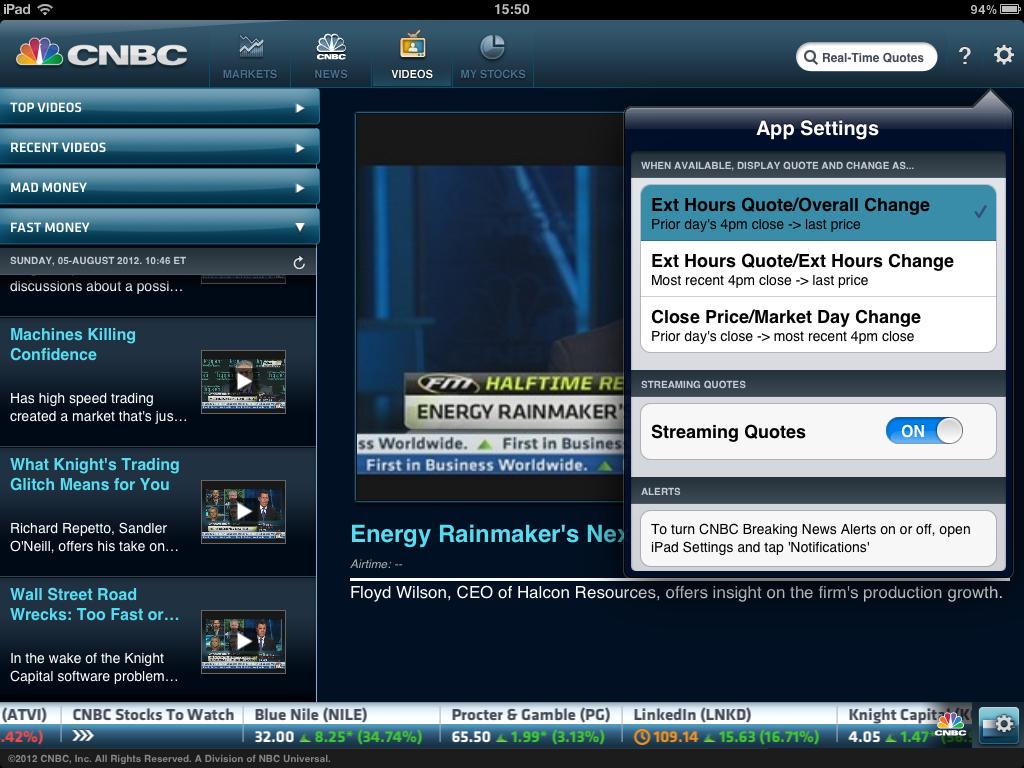 iPad 15:50 94%
CNBC
MARKETS
CNBC
NEWS
VIDEOS
MY STOCKS
Real-Time Quotes
?
TOP VIDEOS
RECENT VIDEOS
MAD MONEY
FAST MONEY
SUNDAY, 05-AUGUST 2012. 10:46 ET
discussions about a possi...
Machines Killing
Confidence
Has high speed trading
created a market that's jus...
What Knight's Trading
Glitch Means for You
Richard Repetto, Sandler
O'Neill, offers his take on...
Wall Street Road
Wrecks: Too Fast or...
In the wake of the Knight
Capital software problem...
FM HALFTIME RE
ENERGY RAINMAKER'S
ss Worldwide. First in Business
First in Business Worldwide.
Energy Rainmaker's Nex
Airtime: --
Floyd Wilson, CEO of Halcon Resources, offers insight on the firm's production growth.
App Settings
WHEN AVAILABLE, DISPLAY QUOTE AND CHANGE AS...
Ext Hours Quote/Overall Change
Prior day's 4pm close -> last price
Ext Hours Quote/Ext Hours Change
Most recent 4pm close -> last price
Close Price/Market Day Change
Prior day's close -> most recent 4pm close
STREAMING QUOTES
Streaming Quotes ON
ALERTS
To turn CNBC Breaking News Alerts on or off, open
iPad Settings and tap 'Notifications'
(ATVI) CNBC Stocks To Watch Blue Nile (NILE) Procter & Gamble (PG) LinkedIn (LNKD) Knight Capital
.42%) 32.00 8.25* (34.74%) 65.50 1.99* (3.13%) 109.14 15.63 (16.71%) 4.05 1.47*
CNBC
©2012 CNBC, Inc. All Rights Reserved. A Division of NBC Universal.